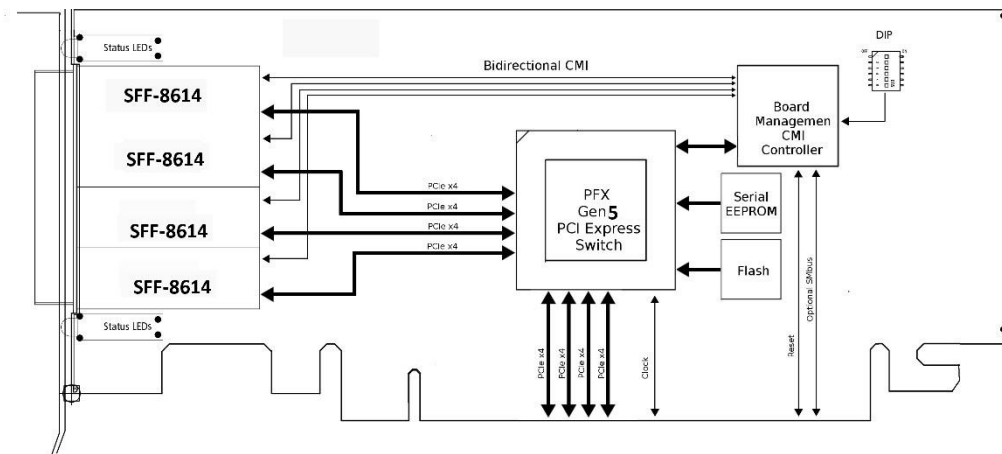 Status LEDs
DIP
Bidirectional CMI
SFF-8614
SFF-8614
SFF-8614
SFF-8614
Board
Managemen
CMI
Controller
PCIe x4
PCIe x4
PCIe x4
PCIe x4
PFX
Gen5
PCI Express
Switch
Serial
EEPROM
Flash
Status LEDs
PCIe x4
PCIe x4
PCIe x4
PCIe x4
Clock
Reset
Optional SMbus